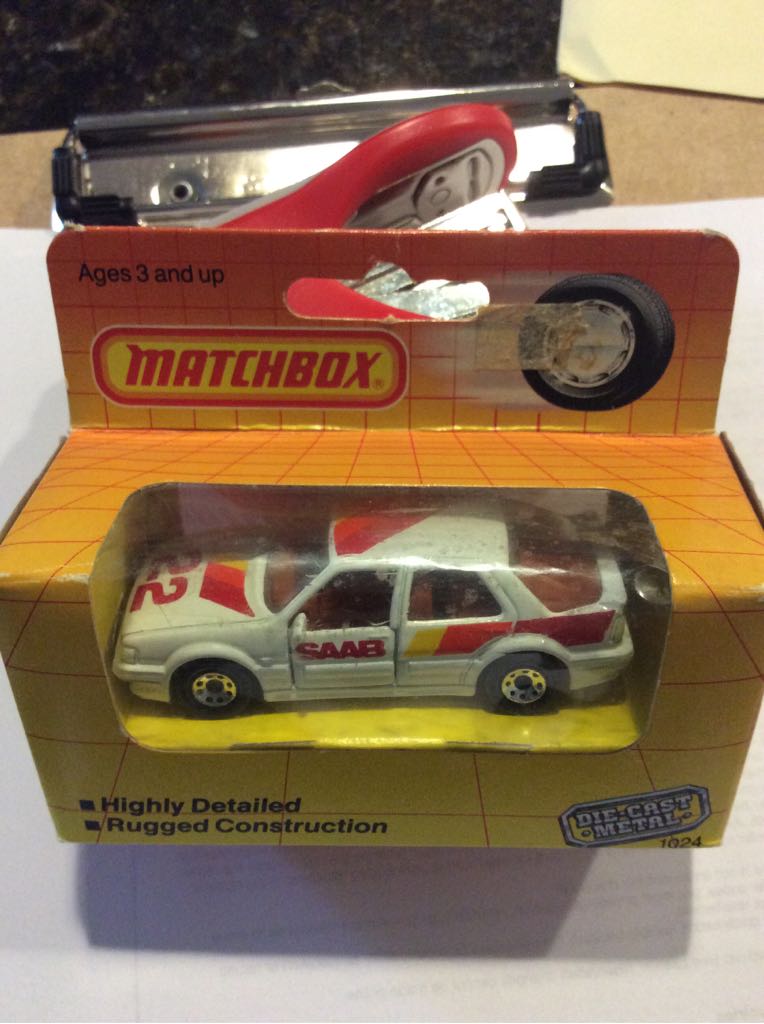 Ages 3 and up
MATCHBOX®
22
SAAB
■ Highly Detailed
■ Rugged Construction
DIE-CAST
METAL
1024